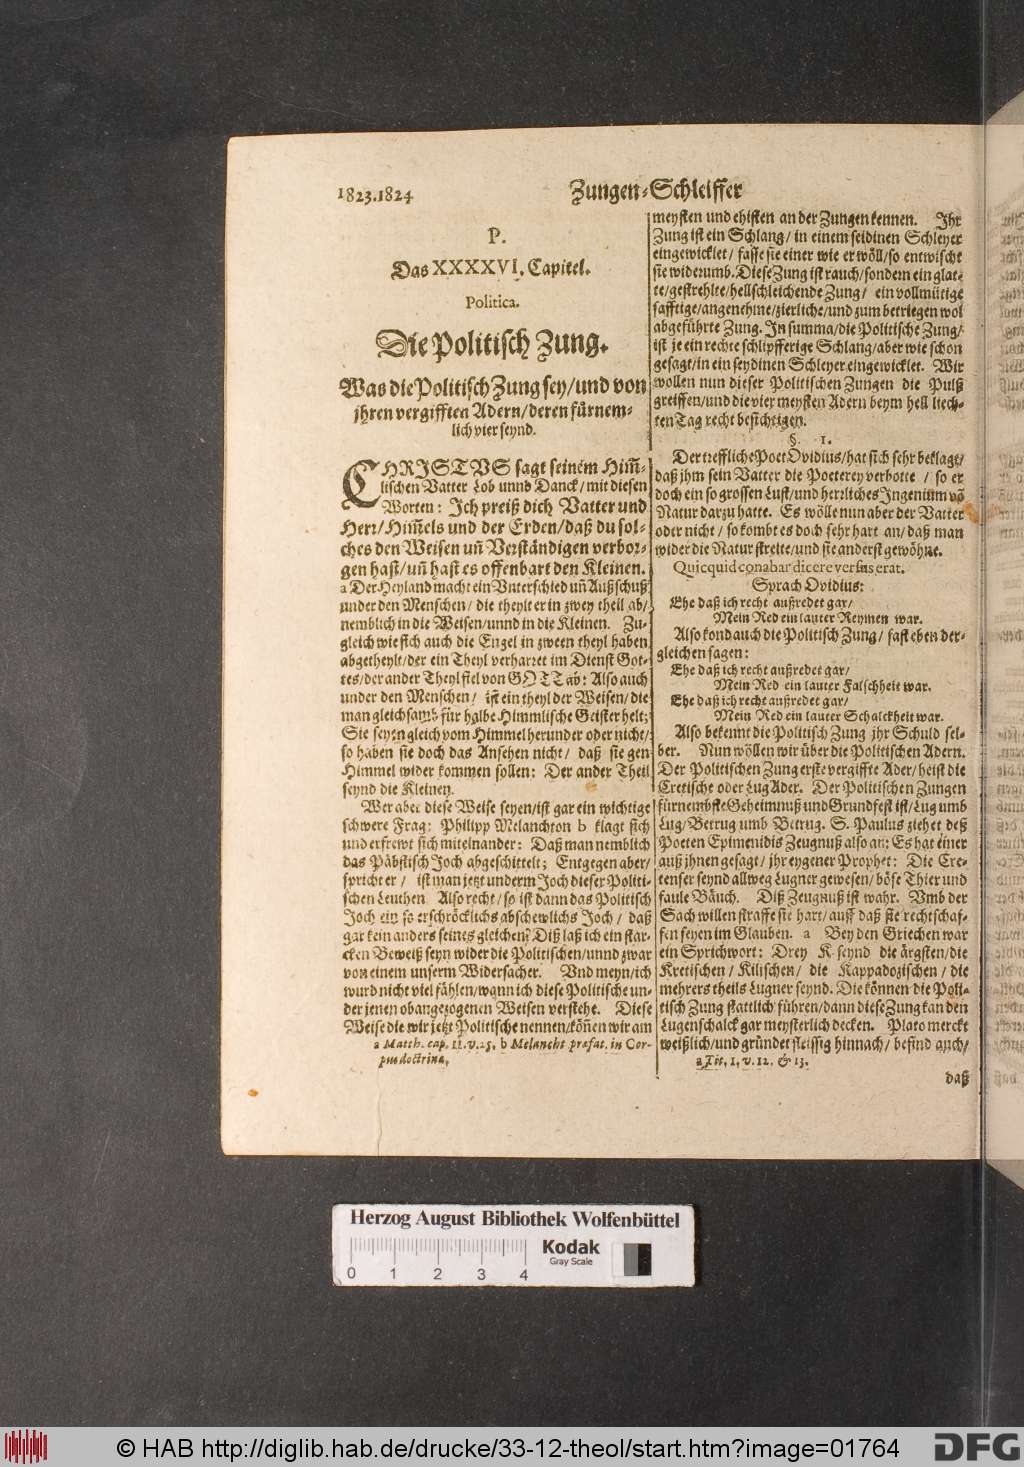 1823.1824
Zungen-Schleiffer
P.
Das XXXXVI. Capitel.
Politica.
Die Politisch Zung.
Was die Politisch Zung sey/und von
jhren vergifften Adern/deren fürnem-
lich vier seynd.
CHRISTVS sagt seinem Him̄-
lischen Vatter Lob unnd Danck/mit diesen
Worten: Ich preiß dich Vatter und
Herr/Him̄els und der Erden/daß du sol-
ches den Weisen un̄ Verständigen verbor-
gen hast/un̄ hast es offenbart den Kleinen.
a Der Heyland macht ein Vnterschied un̄ Außschuß
under den Menschen/ die theylt er in zwey theil ab/
nemblich in die Weisen/unnd in die Kleinen. Zu-
gleich wie sich auch die Engel in zween theyl haben
abgetheylt/der ein Theyl verharret im Dienst Got-
tes/der ander Theyl fiel von GOTT ab: Also auch
under den Menschen/ ist ein theyl der Weisen/die
man gleichsamb für halbe Himmlische Geister helt;
Sie seyen gleich vom Himmel herunder oder nicht/
so haben sie doch das Ansehen nicht/ daß sie gen
Himmel wider kommen sollen: Der ander Theil
seynd die Kleinen.
Wer aber diese Weise seyen/ist gar ein wichtige
schwere Frag: Philipp Melanchton b klagt sich
und erfrewt sich miteinander: Daß man nemblich
das Päbstisch Joch abgeschittelt; Entgegen aber/
spricht er/ ist man jetzt underm Joch dieser Politi-
schen Leuthen Also recht/so ist dann das Politisch
Joch ein so erschröcklichs abschewlichs Joch/ daß
gar kein anders seines gleichen? Diß laß ich ein star-
cken Beweiß seyn wider die Politischen/unnd zwar
von einem unserm Widersacher. Vnd meyn/ich
wurd nicht viel fählen/wann ich diese Politische un-
der jenen obangezogenen Weisen verstehe. Diese
Weise die wir jetzt Politische nennen/kön̄en wir am
a Matth. cap. 11. v. 25. b Melancht præfat. in Cor-
pus doctrinæ.
meysten und ehisten an der Zungen kennen. Ihr
Zung ist ein Schlang/ in einem seidinen Schleyer
eingewicklet/ fasse sie einer wie er wöll/so entwischt
sie widerumb. Diese Zung ist rauch/sondern ein glat-
te/gestrehlte/hellschleichende Zung/ ein vollmütige
safftige/angenehme/zierliche/und zum betriegen wol
abgeführte Zung. In summa/die Politische Zung/
ist je ein rechte schlipfferige Schlang/aber wie schon
gesagt/in ein seydinen Schleyer eingewicklet. Wir
wollen nun dieser Politischen Zungen die Pulß
greiffen/und die vier meysten Adern beym hell liech-
ten Tag recht besichtigen.
§. 1.
Der treffliche Poet Ovidius/hat sich sehr beklagt/
daß jhm sein Vatter die Poeterey verbotte / so er
doch ein so grossen Lust/und herrliches Ingenium vō
Natur darzu hatte. Es wölle nun aber der Vatter
oder nicht/ so kombt es doch sehr hart an/ daß man
wider die Natur streite/und sie anderst gewöhne.
Quicquid conabar dicere versus erat.
Sprach Ovidius:
Ehe daß ich recht außredet gar/
Mein Red ein lauter Reymen war.
Also kond auch die Politisch Zung/ fast eben der-
gleichen sagen:
Ehe daß ich recht außredet gar/
Mein Red ein lauter Falschheit war.
Ehe daß ich recht außredet gar/
Mein Red ein lauter Schalckheit war.
Also bekennt die Politisch Zung jhr Schuld sel-
ber. Nun wöllen wir über die Politischen Adern.
Der Politischen Zung erste vergiffte Ader/ heist die
Cretische oder Lug Ader. Der Politischen Zungen
fürnembste Geheimnuß und Grundfest ist/Lug umb
Lug/Betrug umb Betrug. S. Paulus ziehet deß
Poeten Epimenidis Zeugnuß also an: Es hat einer
auß jhnen gesagt/ jhr eygener Prophet: Die Cre-
tenser seynd allweg Lugner gewesen/böse Thier und
faule Bäuch. Diß Zeugnuß ist wahr. Vmb der
Sach willen straffe sie hart/auff daß sie rechtschaf-
fen seyen im Glauben. a Bey den Griechen war
ein Sprichwort: Drey K seynd die ärgsten/die
Kretischen/ Kilischen/ die Kappadozischen/ die
mehrers theils Lugner seynd. Die können die Poli-
tisch Zung stattlich führen/dann diese Zung kan den
Lugenschalck gar meysterlich decken. Plato merckt
weißlich/und gründet fleissig hinnach/ befind auch/
a Tit. 1. v. 12. & 13.
daß
Herzog August Bibliothek Wolfenbüttel
Kodak
Gray Scale
0 1 2 3 4
© HAB http://diglib.hab.de/drucke/33-12-theol/start.htm?image=01764
DFG